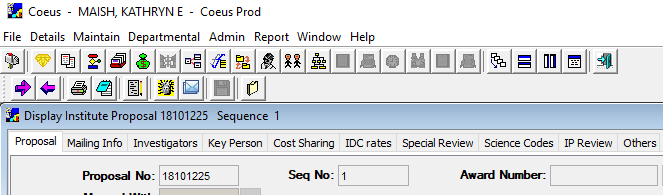 Coeus - MAISH, KATHRYN E - Coeus Prod
File Details Maintain Departmental Admin Report Window Help
Display Institute Proposal 18101225 Sequence 1
Proposal Mailing Info Investigators Key Person Cost Sharing IDC rates Special Review Science Codes IP Review Others
Proposal No: 18101225 Seq No: 1 Award Number: